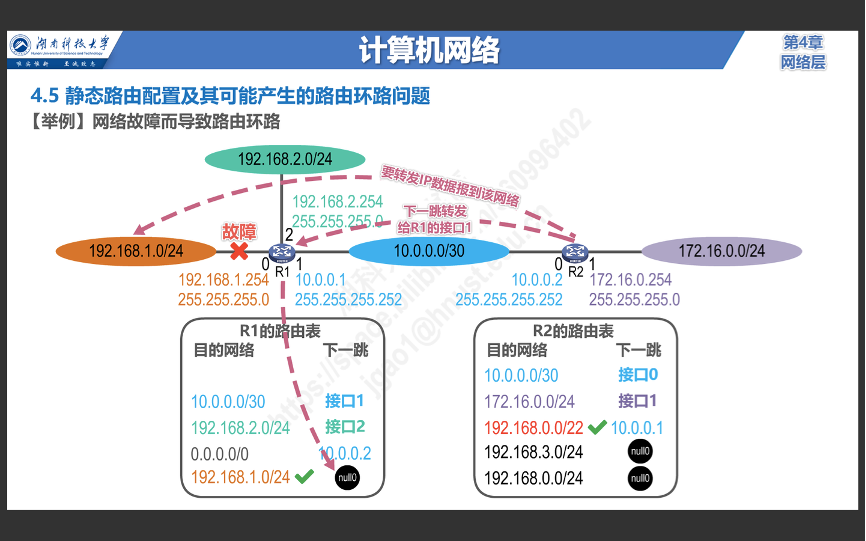 湖南科技大学
Hunan University of Science and Technology
唯实惟新 至诚致志
计算机网络
第4章
网络层
4.5 静态路由配置及其可能产生的路由环路问题
【举例】网络故障而导致路由环路
192.168.2.0/24
要转发IP数据报到该网络
192.168.2.254
255.255.255.0
下一跳转发
给R1的接口1
故障
2
192.168.1.0/24
10.0.0.0/30
172.16.0.0/24
0
R1
1
0
R2
1
192.168.1.254
255.255.255.0
10.0.0.1
255.255.255.252
10.0.0.2
255.255.255.252
172.16.0.254
255.255.255.0
R1的路由表
目的网络 下一跳
10.0.0.0/30 接口1
192.168.2.0/24 接口2
0.0.0.0/0 10.0.0.2
192.168.1.0/24 null0
R2的路由表
目的网络 下一跳
10.0.0.0/30 接口0
172.16.0.0/24 接口1
192.168.0.0/22 10.0.0.1
192.168.3.0/24 null0
192.168.0.0/24 null0